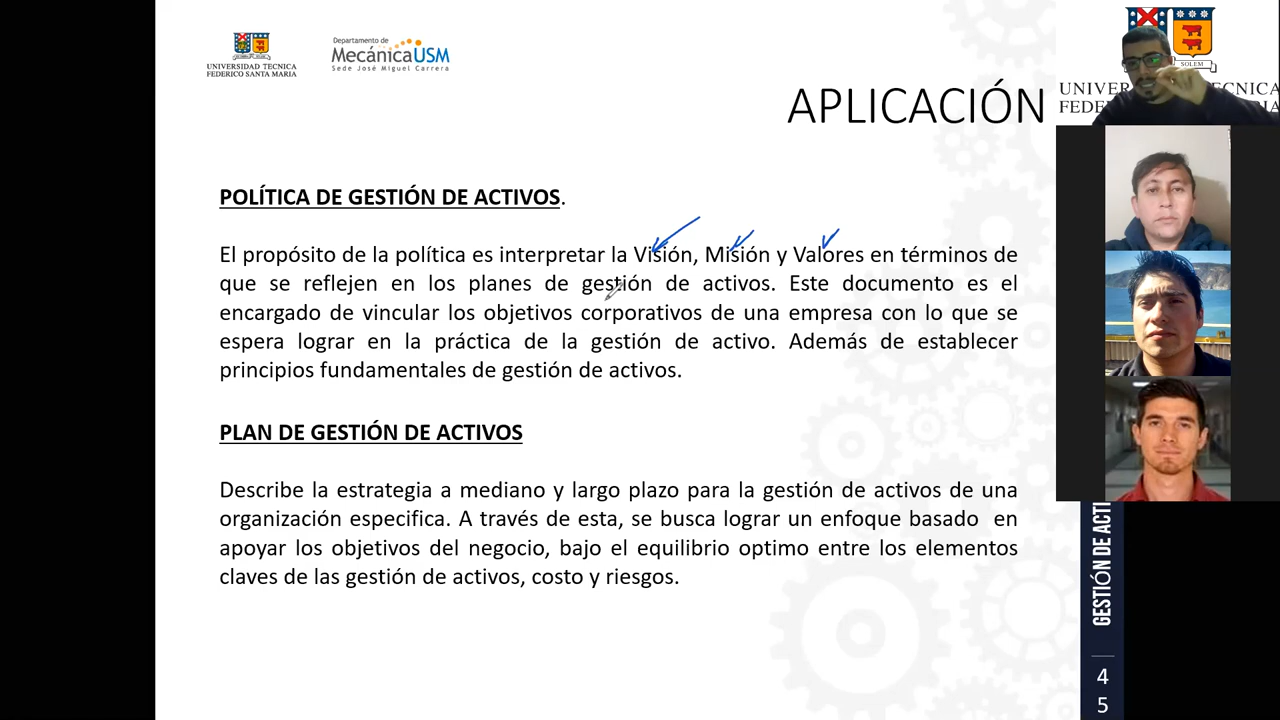 UNIVERSIDAD TECNICA
FEDERICO SANTA MARIA
Departamento de
MecánicaUSM
Sede José Miguel Carrera
APLICACIÓN
SOLEM
UNIVER
ECNICA
FEDE
POLÍTICA DE GESTIÓN DE ACTIVOS.
El propósito de la política es interpretar la Visión, Misión y Valores en términos de
que se reflejen en los planes de gestión de activos. Este documento es el
encargado de vincular los objetivos corporativos de una empresa con lo que se
espera lograr en la práctica de la gestión de activo. Además de establecer
principios fundamentales de gestión de activos.
PLAN DE GESTIÓN DE ACTIVOS
Describe la estrategia a mediano y largo plazo para la gestión de activos de una
organización especifica. A través de esta, se busca lograr un enfoque basado en
apoyar los objetivos del negocio, bajo el equilibrio optimo entre los elementos
claves de las gestión de activos, costo y riesgos.
GESTIÓN DE ACTI
4
5